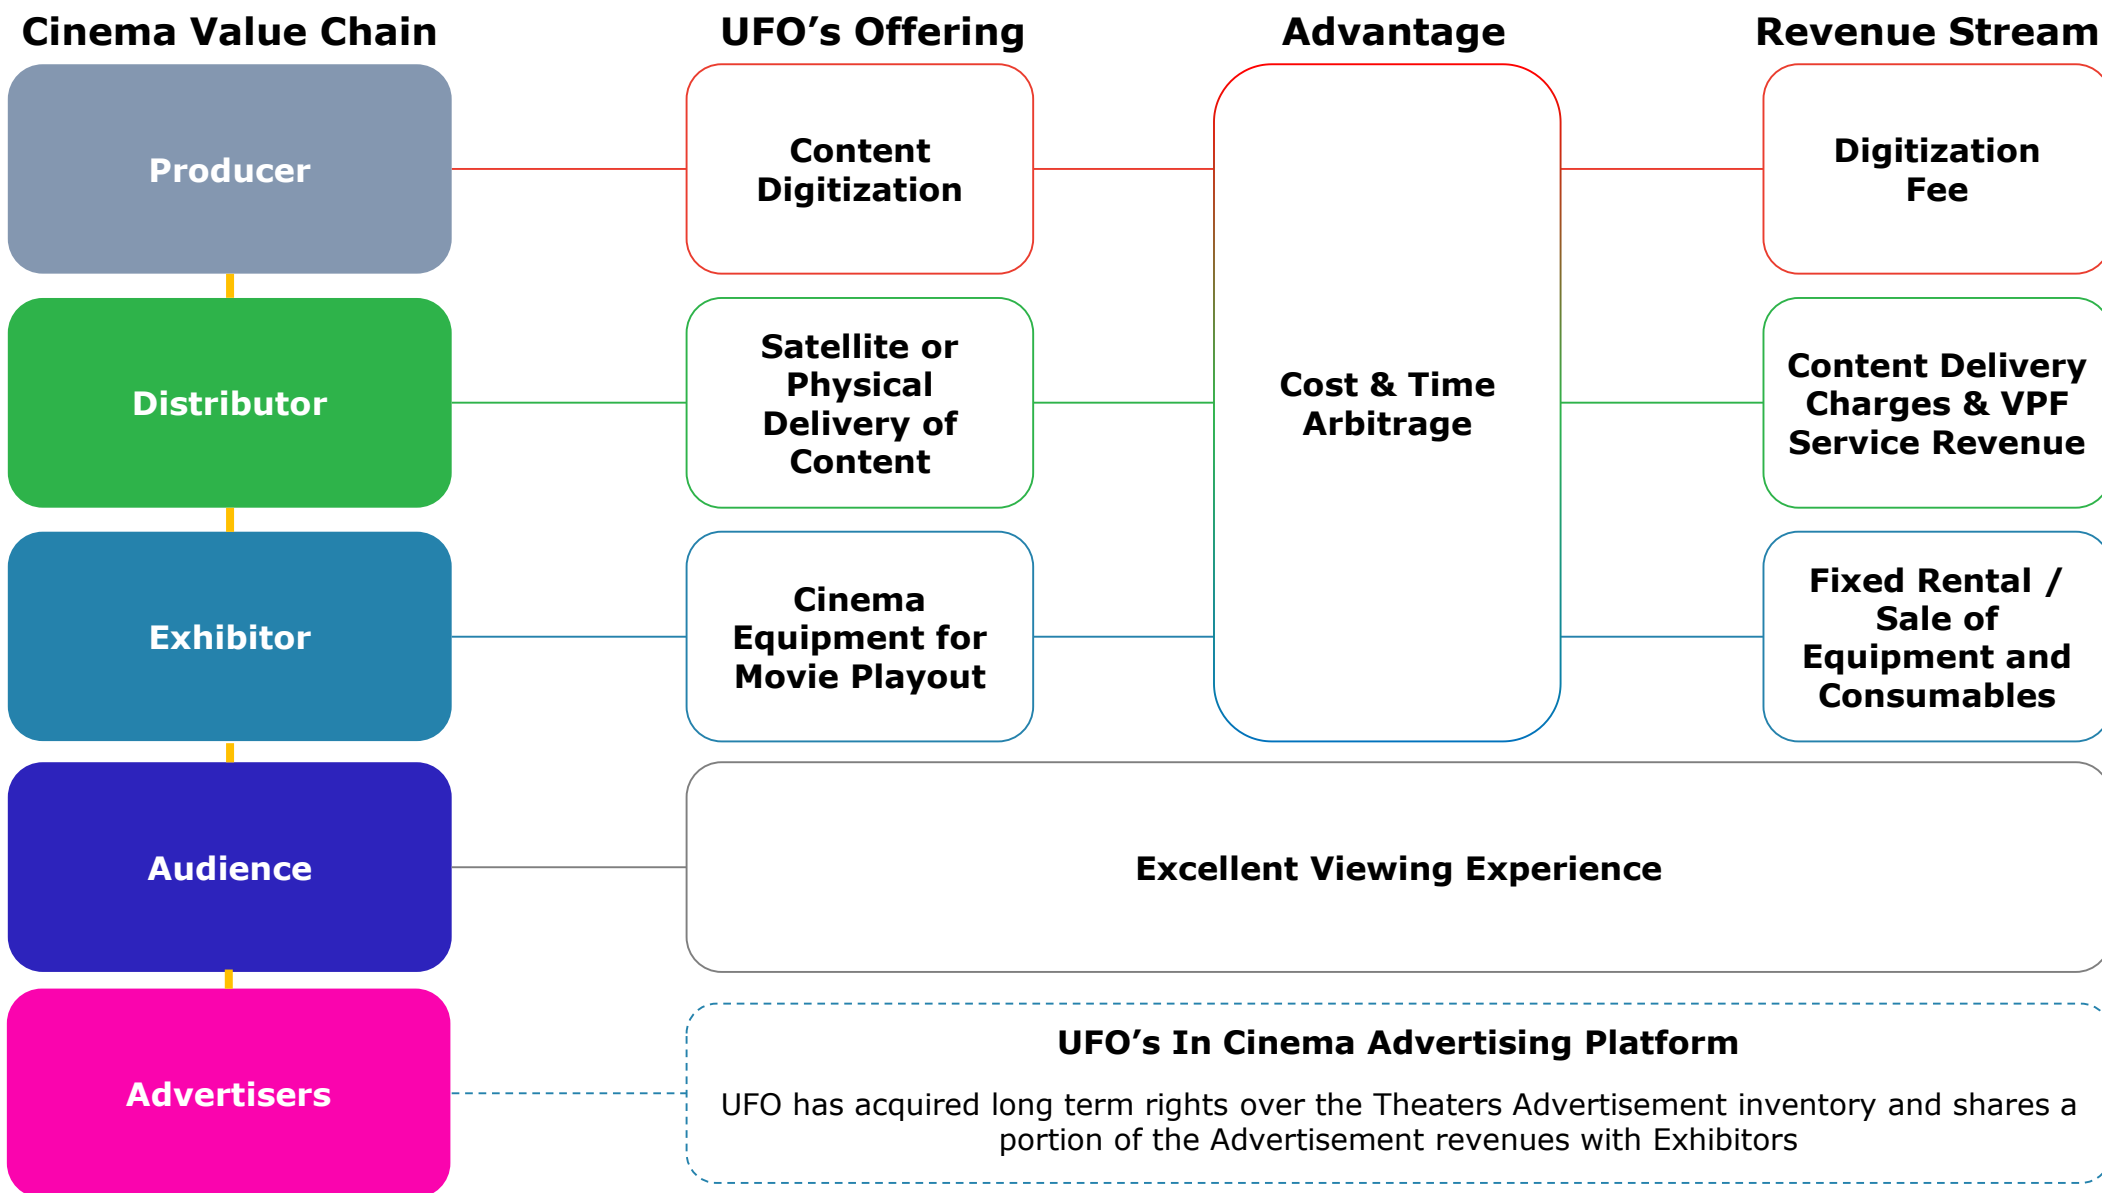 Cinema Value Chain
UFO’s Offering
Advantage
Revenue Stream
Producer
Content
Digitization
Cost & Time
Arbitrage
Digitization
Fee
Distributor
Satellite or
Physical
Delivery of
Content
Content Delivery
Charges & VPF
Service Revenue
Exhibitor
Cinema
Equipment for
Movie Playout
Fixed Rental /
Sale of
Equipment and
Consumables
Audience
Excellent Viewing Experience
Advertisers
UFO’s In Cinema Advertising Platform
UFO has acquired long term rights over the Theaters Advertisement inventory and shares a
portion of the Advertisement revenues with Exhibitors